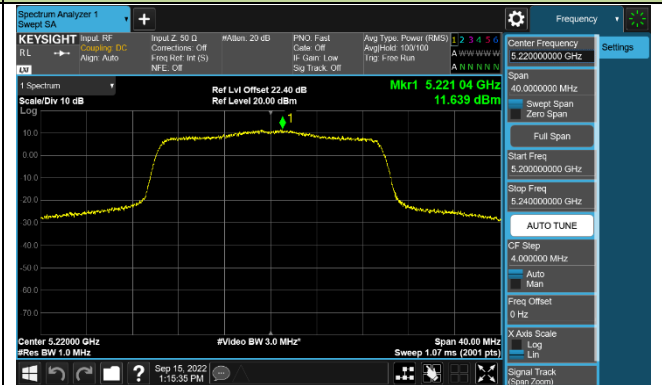 Spectrum Analyzer 1
Swept SA
Frequency
KEYSIGHT
RL
Input: RF
Coupling: DC
Align: Auto
Input Z: 50 Ω
Corrections: Off
Freq Ref: Int (S)
NFE: Off
#Atten: 20 dB
PNO: Fast
Gate: Off
IF Gain: Low
Sig Track: Off
Avg Type: Power (RMS)
Avg|Hold: 100/100
Trig: Free Run
1 2 3 4 5 6
A W W W W W
A N N N N N
1 Spectrum
Scale/Div 10 dB
Log
Ref Lvl Offset 22.40 dB
Ref Level 20.00 dBm
Mkr1 5.221 04 GHz
11.639 dBm
1
10.0
0.00
-10.0
-20.0
-30.0
-40.0
-50.0
-60.0
-70.0
Center 5.22000 GHz
#Res BW 1.0 MHz
#Video BW 3.0 MHz*
Span 40.00 MHz
Sweep 1.07 ms (2001 pts)
Center Frequency
5.220000000 GHz
Settings
Span
40.0000000 MHz
Swept Span
Zero Span
Full Span
Start Freq
5.200000000 GHz
Stop Freq
5.240000000 GHz
AUTO TUNE
CF Step
4.000000 MHz
Auto
Man
Freq Offset
0 Hz
X Axis Scale
Log
Lin
Signal Track
(Span Zoom)
Sep 15, 2022
1:15:35 PM